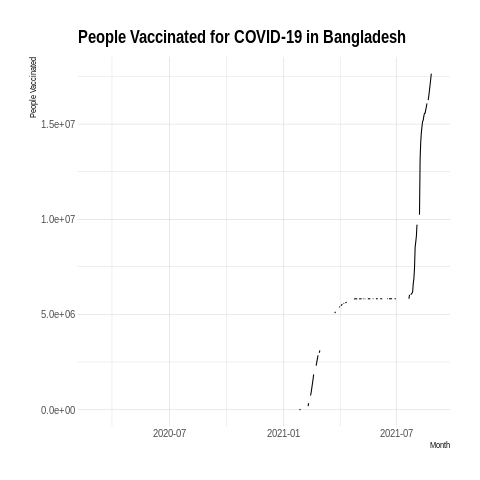 People Vaccinated for COVID-19 in Bangladesh
People Vaccinated
1.5e+07
1.0e+07
5.0e+06
0.0e+00
2020-07
2021-01
2021-07
Month